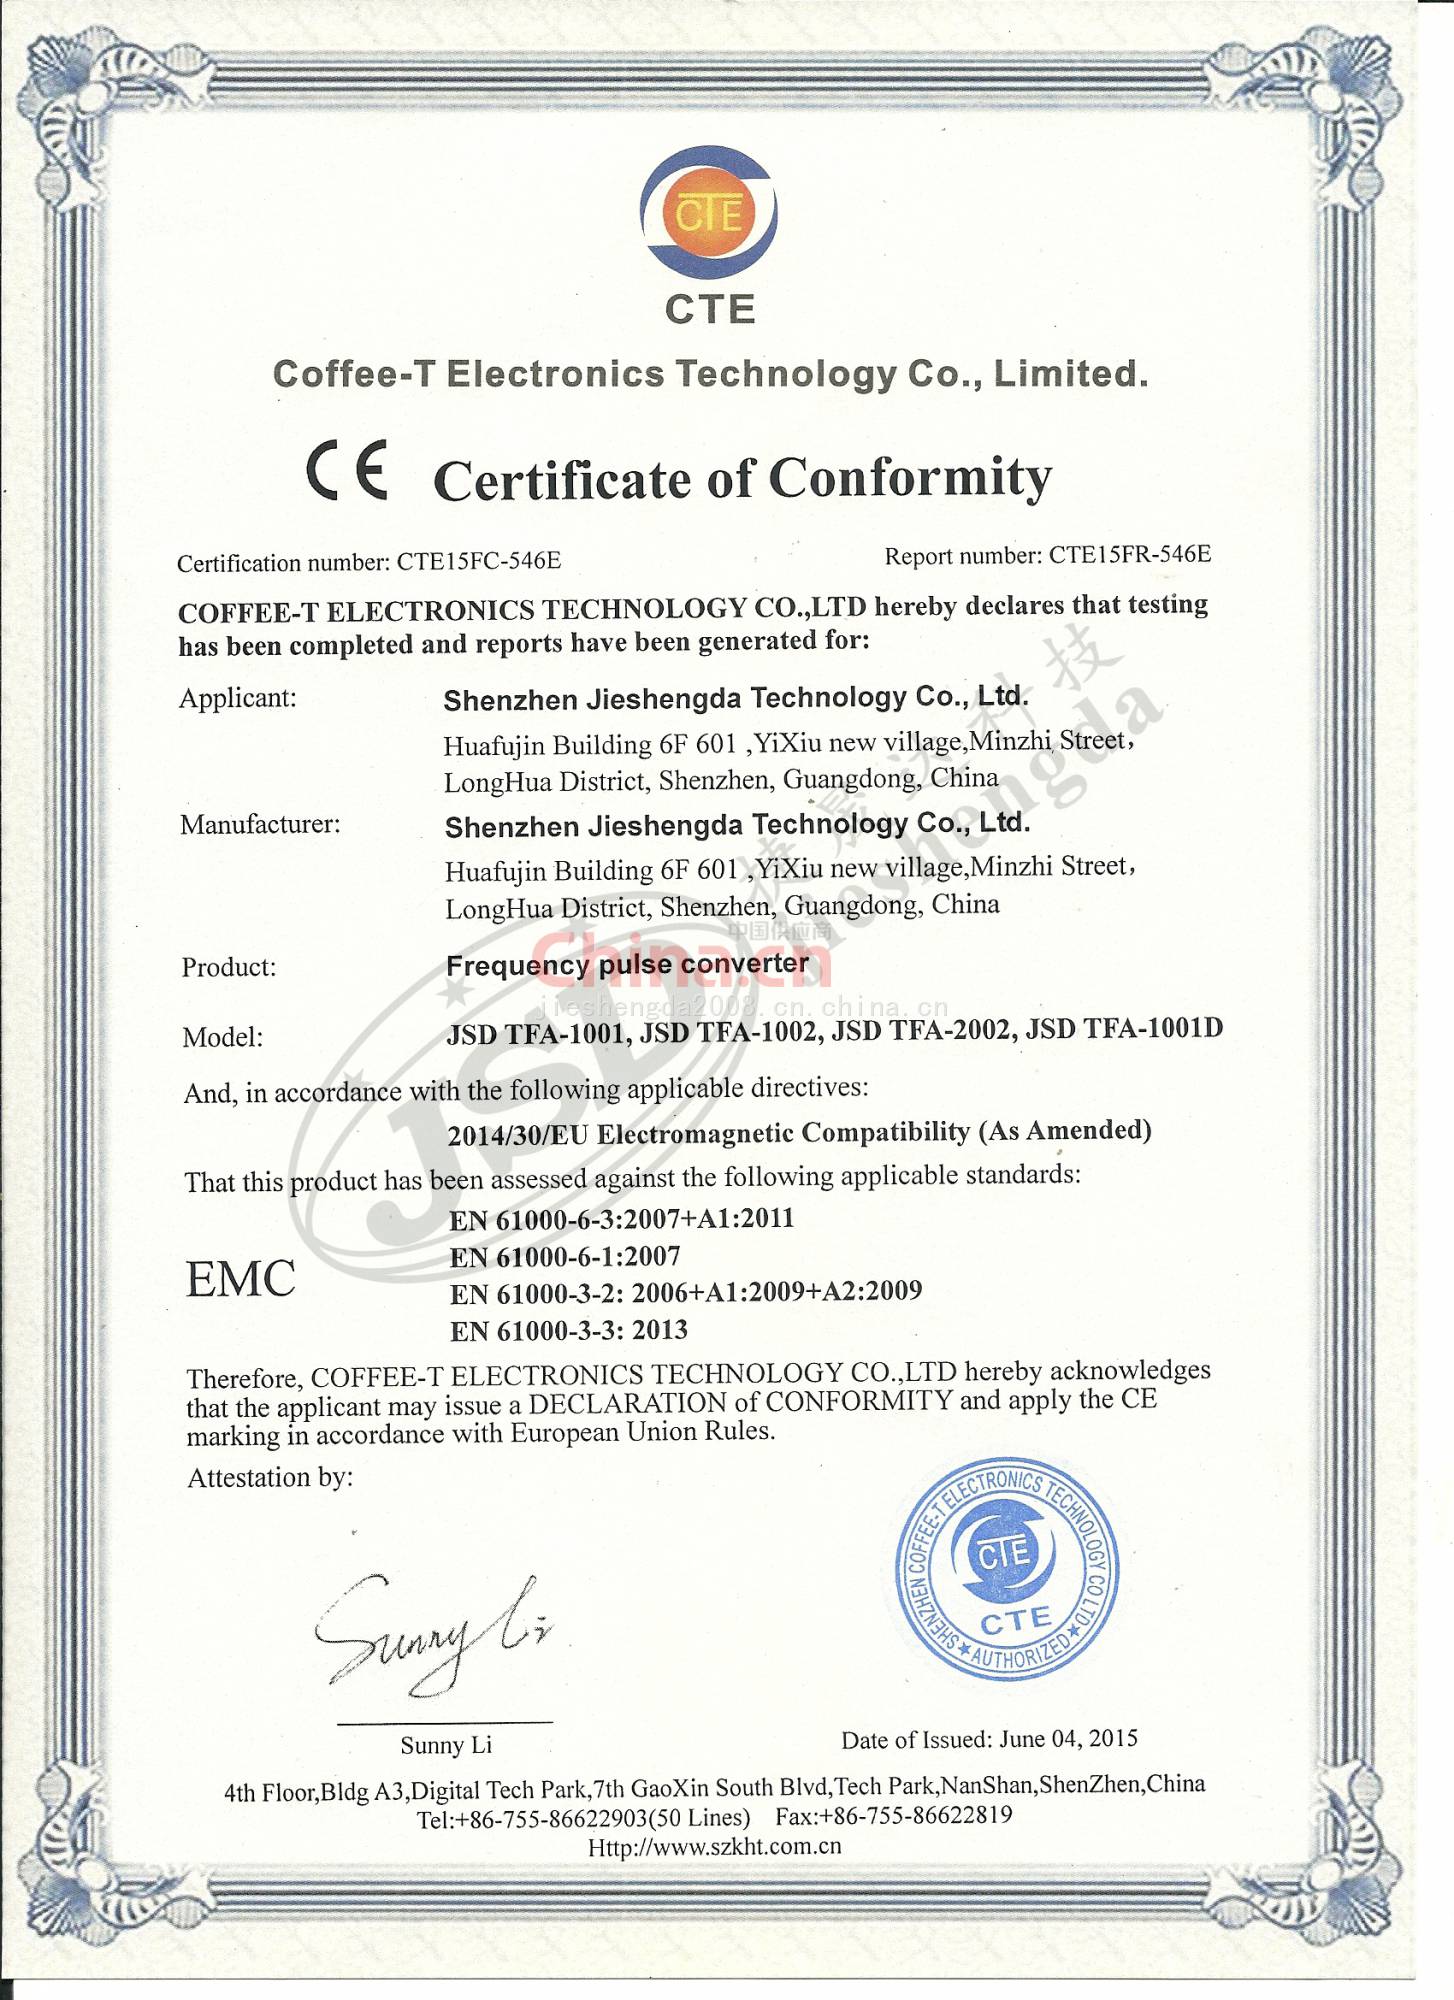 CTE
CTE
Coffee-T Electronics Technology Co., Limited.
CE Certificate of Conformity
Certification number: CTE15FC-546E Report number: CTE15FR-546E
COFFEE-T ELECTRONICS TECHNOLOGY CO.,LTD hereby declares that testing
has been completed and reports have been generated for:
Applicant: Shenzhen Jieshengda Technology Co., Ltd.
Huafujin Building 6F 601 ,YiXiu new village,Minzhi Street,
LongHua District, Shenzhen, Guangdong, China
Manufacturer: Shenzhen Jieshengda Technology Co., Ltd.
Huafujin Building 6F 601 ,YiXiu new village,Minzhi Street,
LongHua District, Shenzhen, Guangdong, China
捷晟达科技
Jieshengda
JSD
中国供应商
China.cn
jieshengda2008.cn.china.cn
Product: Frequency pulse converter
Model: JSD TFA-1001, JSD TFA-1002, JSD TFA-2002, JSD TFA-1001D
And, in accordance with the following applicable directives:
2014/30/EU Electromagnetic Compatibility (As Amended)
That this product has been assessed against the following applicable standards:
EN 61000-6-3:2007+A1:2011
EN 61000-6-1:2007
EMC
EN 61000-3-2: 2006+A1:2009+A2:2009
EN 61000-3-3: 2013
Therefore, COFFEE-T ELECTRONICS TECHNOLOGY CO.,LTD hereby acknowledges
that the applicant may issue a DECLARATION of CONFORMITY and apply the CE
marking in accordance with European Union Rules.
Attestation by:
SHENZHEN COFFEE-T ELECTRONICS TECHNOLOGY CO LTD
CTE
CTE
★AUTHORIZED★
Sunny Li
Sunny Li
Date of Issued: June 04, 2015
4th Floor,Bldg A3,Digital Tech Park,7th GaoXin South Blvd,Tech Park,NanShan,ShenZhen,China
Tel:+86-755-86622903(50 Lines) Fax:+86-755-86622819
Http://www.szkht.com.cn